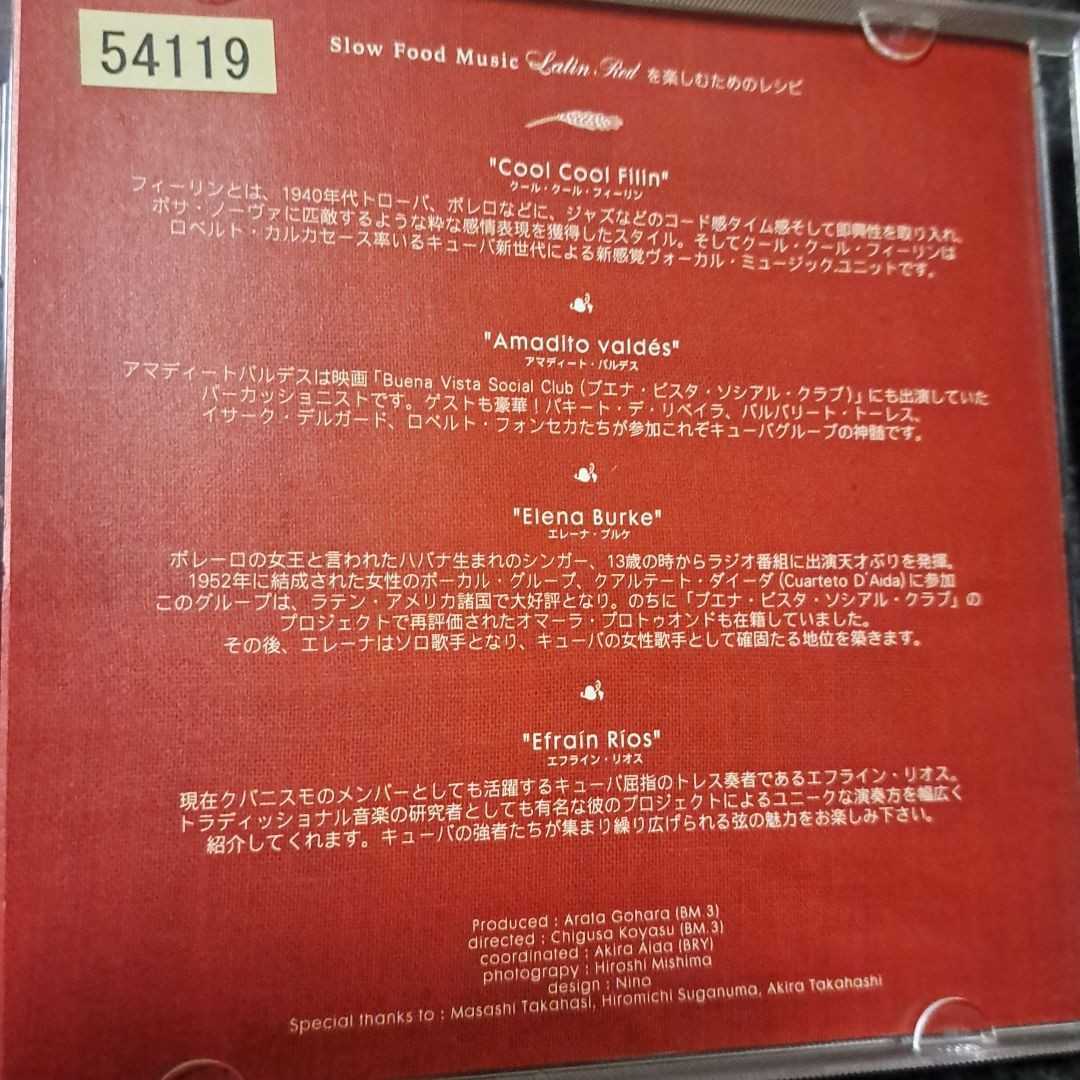 54119
Slow Food Music Latin Red を楽しむためのレシピ
"Cool Cool Filin"
クール・クール・フィーリン
フィーリンとは、1940年代トローバ、ボレロなどに、ジャズなどのコード感タイム感そして即興性を取り入れ、
ボサ・ノーヴァに匹敵するような粋な感情表現を獲得したスタイル。そしてクール・クール・フィーリンは
ロベルト・カルカセース率いるキューバ新世代による新感覚ヴォーカル・ミュージック.ユニットです。
"Amadito valdés"
アマディート・バルデス
アマディートバルデスは映画「Buena Vista Social Club (ブエナ・ビスタ・ソシアル・クラブ)」にも出演していた
パーカッショニストです。ゲストも豪華!パキート・デ・リベイラ、バルバリート・トーレス、
イサーク・デルガード、ロベルト・フォンセカたちが参加これぞキューバグループの神髄です。
"Elena Burke"
エレーナ・ブルケ
ボレーロの女王と言われたハバナ生まれのシンガー、13歳の時からラジオ番組に出演天才ぶりを発揮。
1952年に結成された女性のボーカル・グループ、クアルテート・ダイーダ(Cuarteto D'Aida)に参加
このグループは、ラテン・アメリカ諸国で大好評となり。のちに「ブエナ・ビスタ・ソシアル・クラブ」の
プロジェクトで再評価されたオマーラ・プロトゥオンドも在籍していました。
その後、エレーナはソロ歌手となり、キューバの女性歌手として確固たる地位を築きます。
"Efraín Ríos"
エフライン・リオス
現在クバニスモのメンバーとしても活躍するキューバ屈指のトレス奏者であるエフライン・リオス。
トラディッショナル音楽の研究者としても有名な彼のプロジェクトによるユニークな演奏方を幅広く
紹介してくれます。キューバの強者たちが集まり繰り広げられる弦の魅力をお楽しみ下さい。
Produced : Arata Gohara (BM.3)
directed : Chigusa Koyasu (BM.3)
coordinated : Akira Aida (BRY)
photograpy : Hiroshi Mishima
design : Nino
Special thanks to : Masashi Takahasi, Hiromichi Suganuma, Akira Takahashi